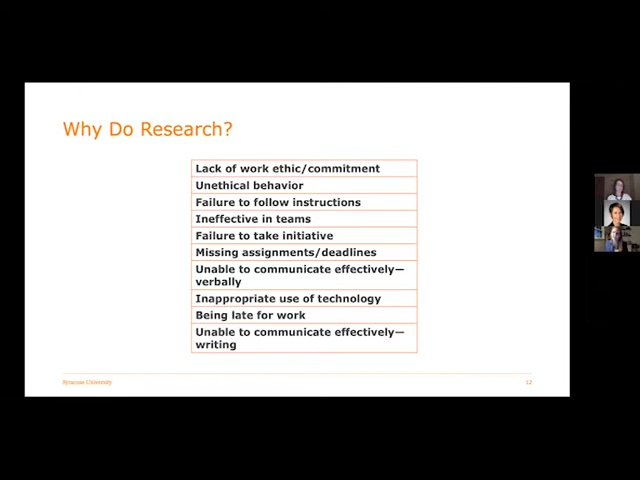 Why Do Research?
Lack of work ethic/commitment
Unethical behavior
Failure to follow instructions
Ineffective in teams
Failure to take initiative
Missing assignments/deadlines
Unable to communicate effectively—
verbally
Inappropriate use of technology
Being late for work
Unable to communicate effectively—
writing
Syracuse University
12